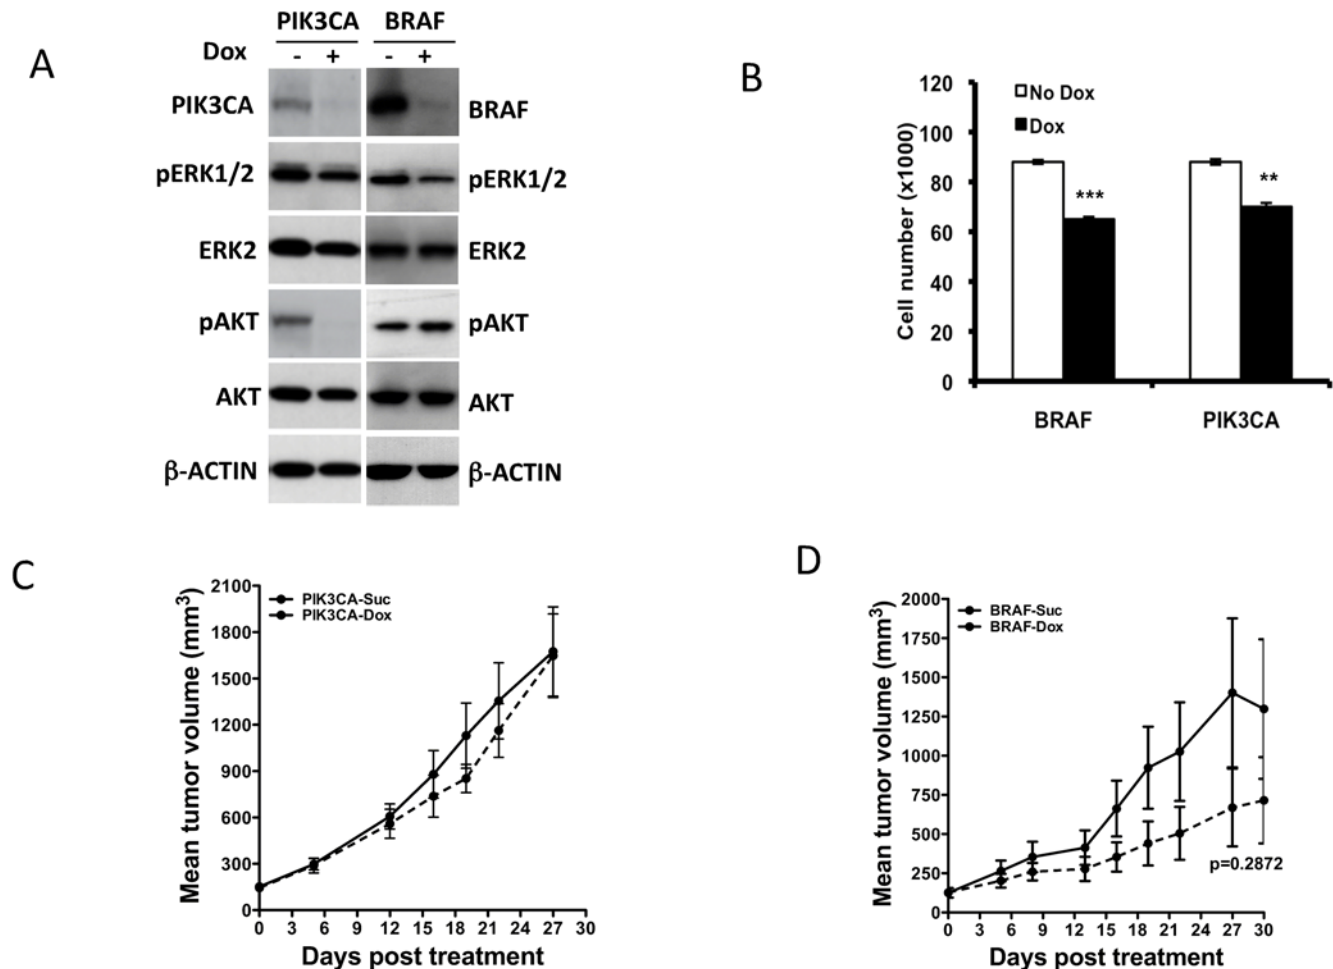 A
PIK3CA BRAF
Dox - + - +
PIK3CA BRAF
pERK1/2 pERK1/2
ERK2 ERK2
pAKT pAKT
AKT AKT
β-ACTIN β-ACTIN
B
120
100
80
60
40
20
0
Cell number (x1000)
No Dox
Dox
***
**
BRAF PIK3CA
C
2100
1800
1500
1200
900
600
300
0
Mean tumor volume (mm³)
PIK3CA-Suc
PIK3CA-Dox
0 3 6 9 12 15 18 21 24 27 30
Days post treatment
D
2000
1750
1500
1250
1000
750
500
250
0
Mean tumor volume (mm³)
BRAF-Suc
BRAF-Dox
p=0.2872
0 3 6 9 12 15 18 21 24 27 30
Days post treatment